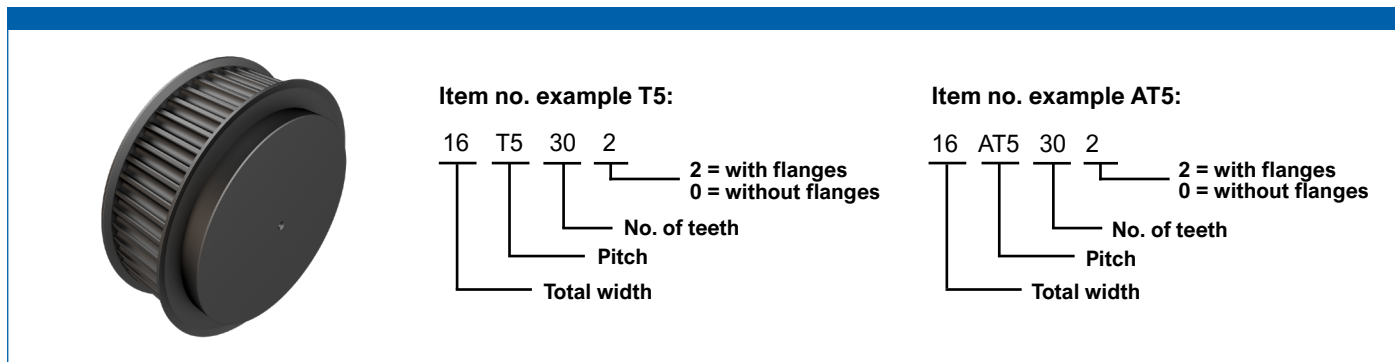 Item no. example T5:
16 T5 30 2
2 = with flanges
0 = without flanges
No. of teeth
Pitch
Total width
Item no. example AT5:
16 AT5 30 2
2 = with flanges
0 = without flanges
No. of teeth
Pitch
Total width